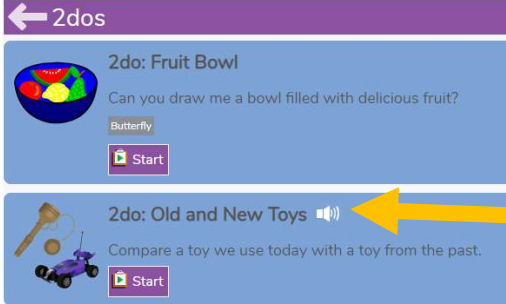 2dos
2do: Fruit Bowl
Can you draw me a bowl filled with delicious fruit?
Butterfly
Start
2do: Old and New Toys
Compare a toy we use today with a toy from the past.
Start